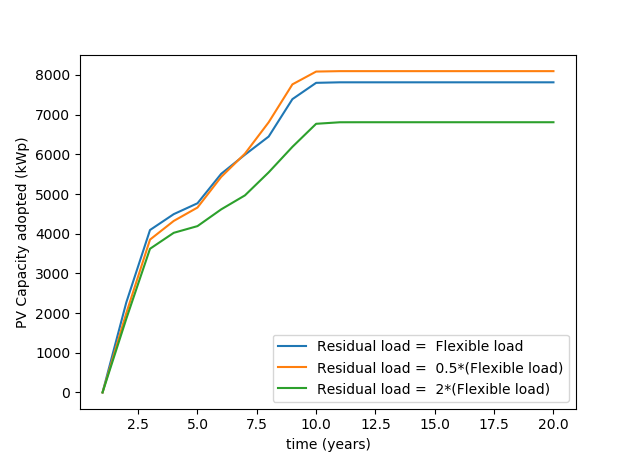 8000
7000
6000
5000
4000
3000
2000
1000
0
PV Capacity adopted (kWp)
Residual load =  Flexible load
Residual load =  0.5*(Flexible load)
Residual load =  2*(Flexible load)
2.5 5.0 7.5 10.0 12.5 15.0 17.5 20.0
time (years)